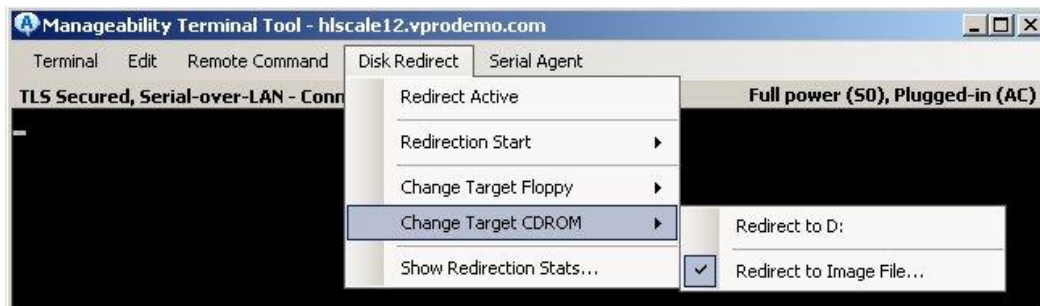 Manageability Terminal Tool - hlscale12.vprodemo.com
Terminal Edit Remote Command Disk Redirect Serial Agent
TLS Secured, Serial-over-LAN - Conn
Full power (S0), Plugged-in (AC)
Redirect Active
Redirection Start
Change Target Floppy
Change Target CDROM
Show Redirection Stats...
Redirect to D:
Redirect to Image File...